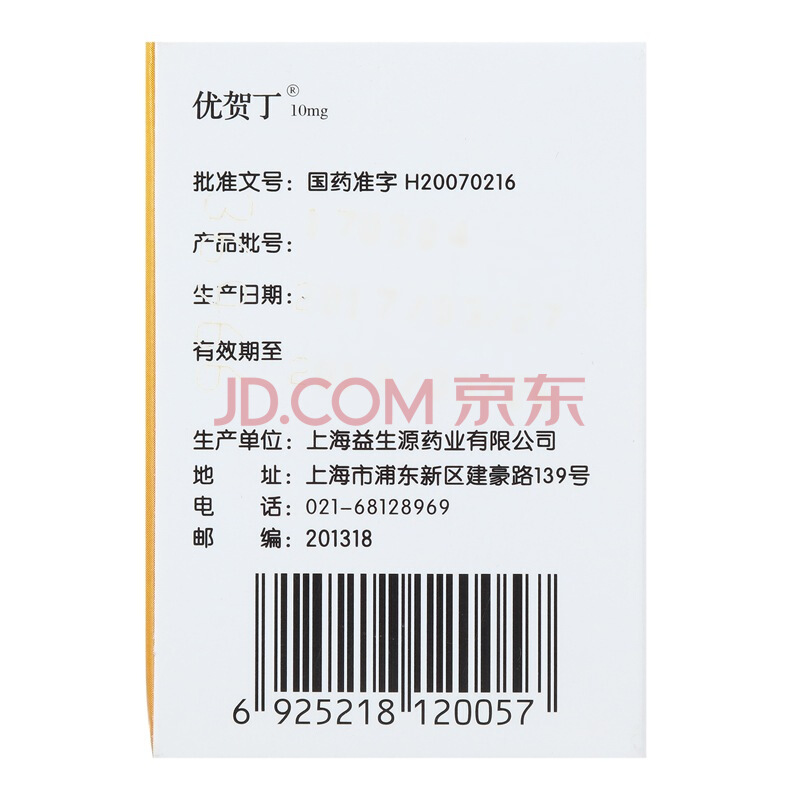 优贺丁® 10mg
批准文号：国药准字 H20070216
产品批号：
生产日期：
有效期至
JD.COM 京东
生产单位：上海益生源药业有限公司
地 址：上海市浦东新区建豪路139号
电 话：021-68128969
邮 编：201318
6 925218 120057